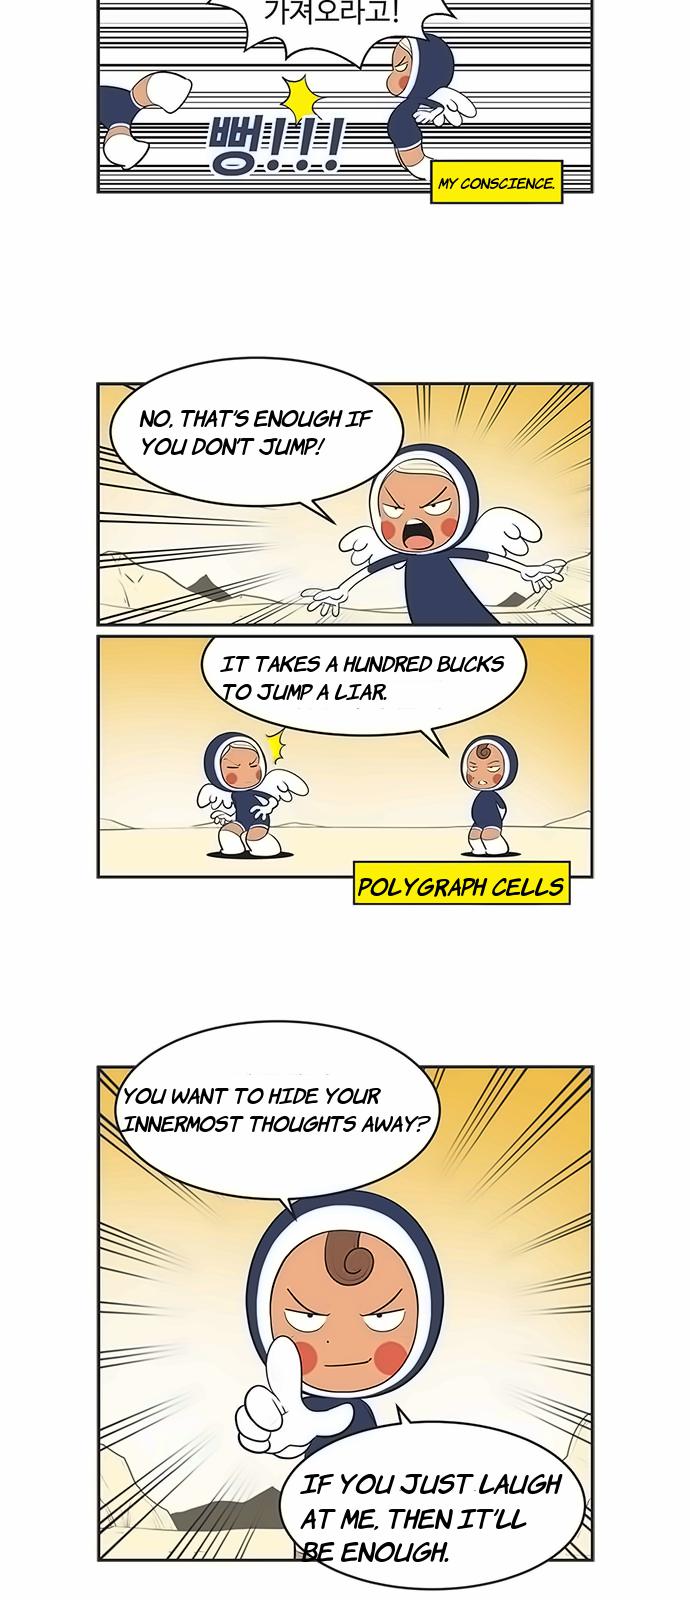 가져오라고!
뻥!!!
MY CONSCIENCE.
NO, THAT'S ENOUGH IF
YOU DON'T JUMP!
IT TAKES A HUNDRED BUCKS
TO JUMP A LIAR.
POLYGRAPH CELLS
YOU WANT TO HIDE YOUR
INNERMOST THOUGHTS AWAY?
IF YOU JUST LAUGH
AT ME, THEN IT'LL
BE ENOUGH.